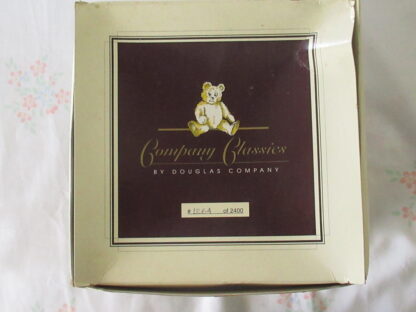 Company Classics
BY DOUGLAS COMPANY
# of 2400